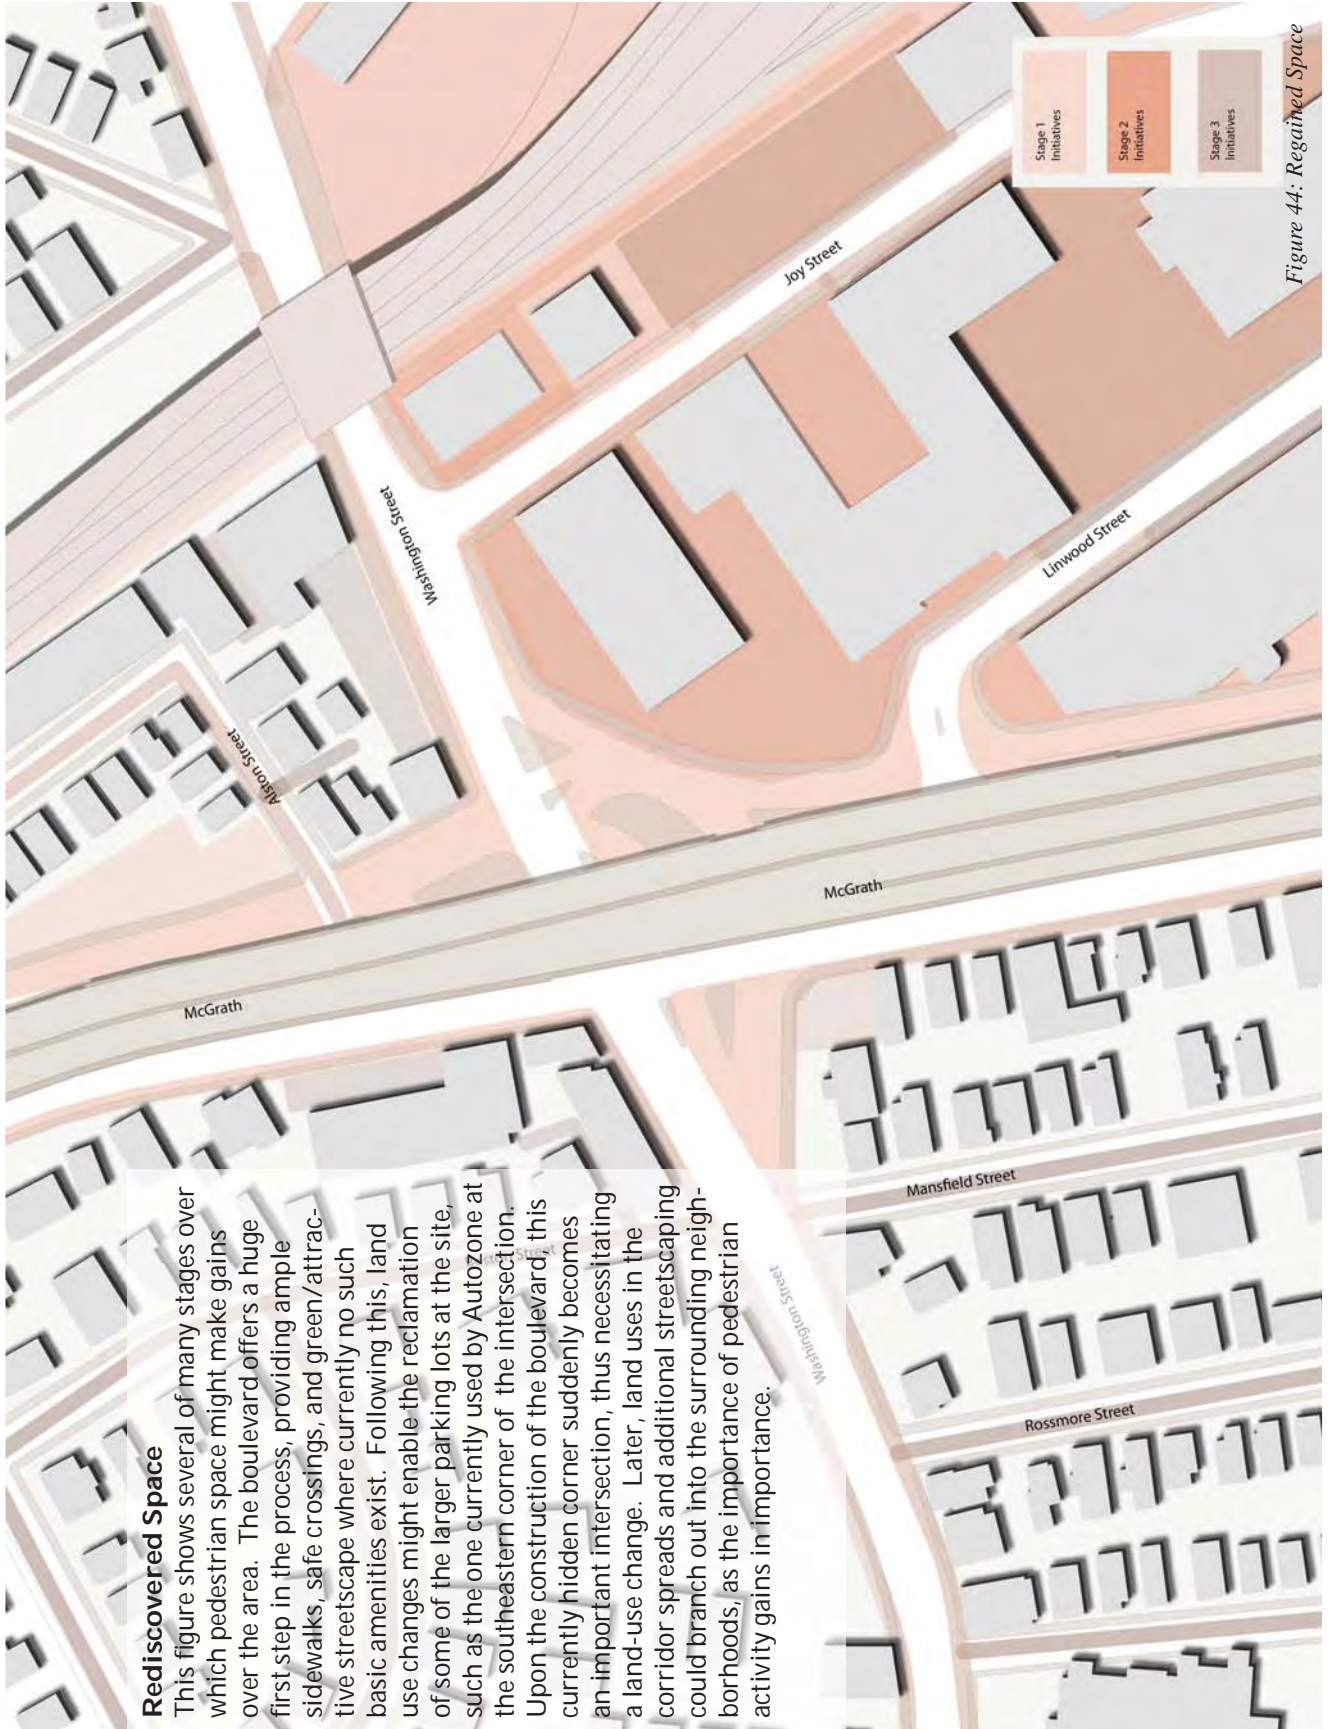 Rediscovered Space
This figure shows several of many stages over
which pedestrian space might make gains
over the area. The boulevard offers a huge
first step in the process, providing ample
sidewalks, safe crossings, and green/attrac-
tive streetscape where currently no such
basic amenities exist. Following this, land
use changes might enable the reclamation
of some of the larger parking lots at the site,
such as the one currently used by Autozone at
the southeastern corner of the intersection.
Upon the construction of the boulevard, this
currently hidden corner suddenly becomes
an important intersection, thus necessitating
a land-use change. Later, land uses in the
corridor spreads and additional streetscaping
could branch out into the surrounding neigh-
borhoods, as the importance of pedestrian
activity gains in importance.
Street
Washington Street
Rossmore Street
Mansfield Street
McGrath
McGrath
Alston Street
Washington Street
Linwood Street
Joy Street
Stage 1
Initiatives
Stage 2
Initiatives
Stage 3
Initiatives
Figure 44: Regained Space